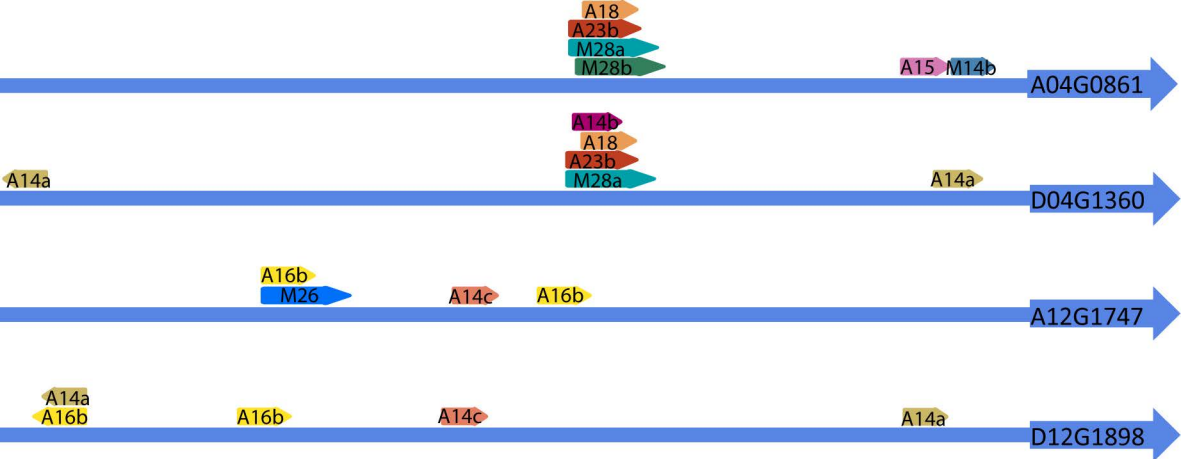 A18
A23b
M28a
M28b
A15 M14b
A04G0861
A14b
A18
A23b
A14a M28a A14a
D04G1360
A16b
M26 A14c A16b
A12G1747
A14a
A16b A16b A14c A14a
D12G1898